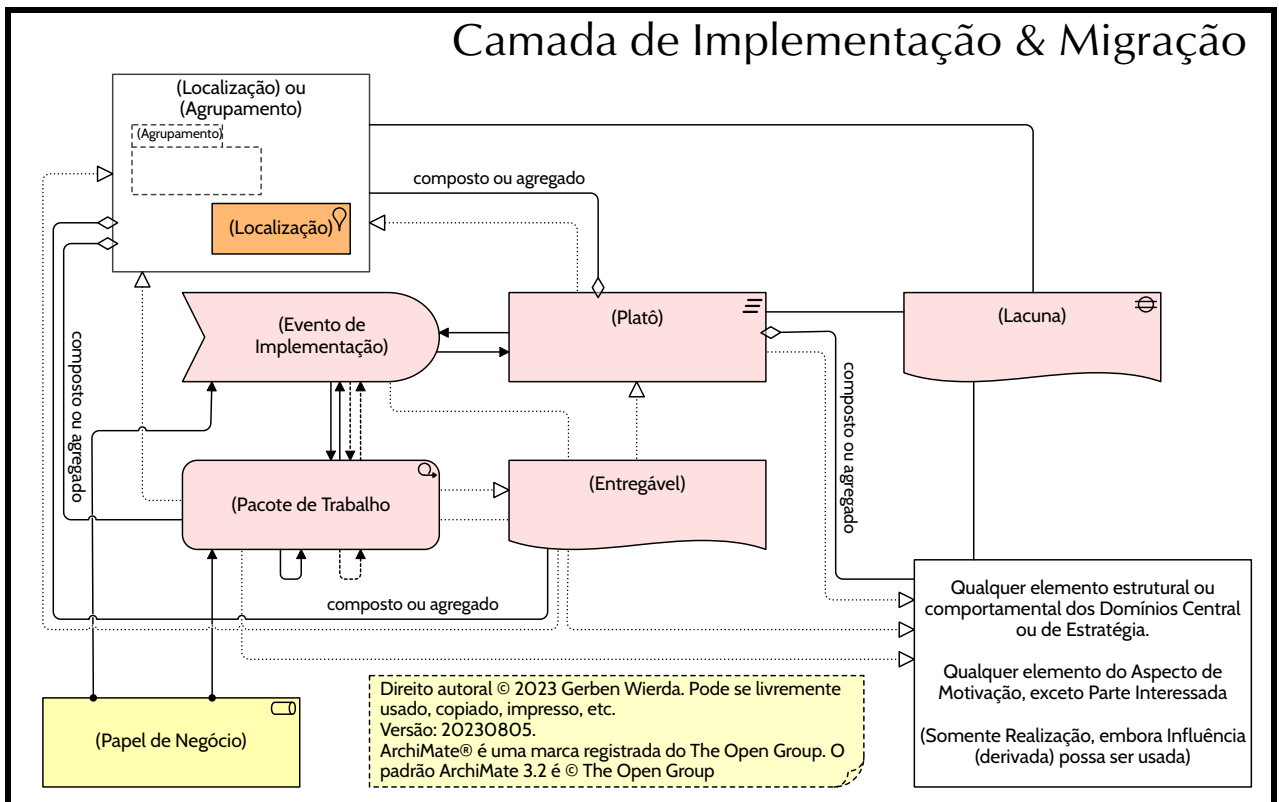 Camada de Implementação & Migração
(Localização) ou
(Agrupamento)
(Agrupamento)
(Localização)
composto ou agregado
(Evento de
Implementação)
(Platô)
(Lacuna)
composto ou agregado
composto ou agregado
(Pacote de Trabalho
(Entregável)
composto ou agregado
(Papel de Negócio)
Direito autoral © 2023 Gerben Wierda. Pode se livremente
usado, copiado, impresso, etc.
Versão: 20230805.
ArchiMate® é uma marca registrada do The Open Group. O
padrão ArchiMate 3.2 é © The Open Group
Qualquer elemento estrutural ou
comportamental dos Domínios Central
ou de Estratégia.
Qualquer elemento do Aspecto de
Motivação, exceto Parte Interessada
(Somente Realização, embora Influência
(derivada) possa ser usada)